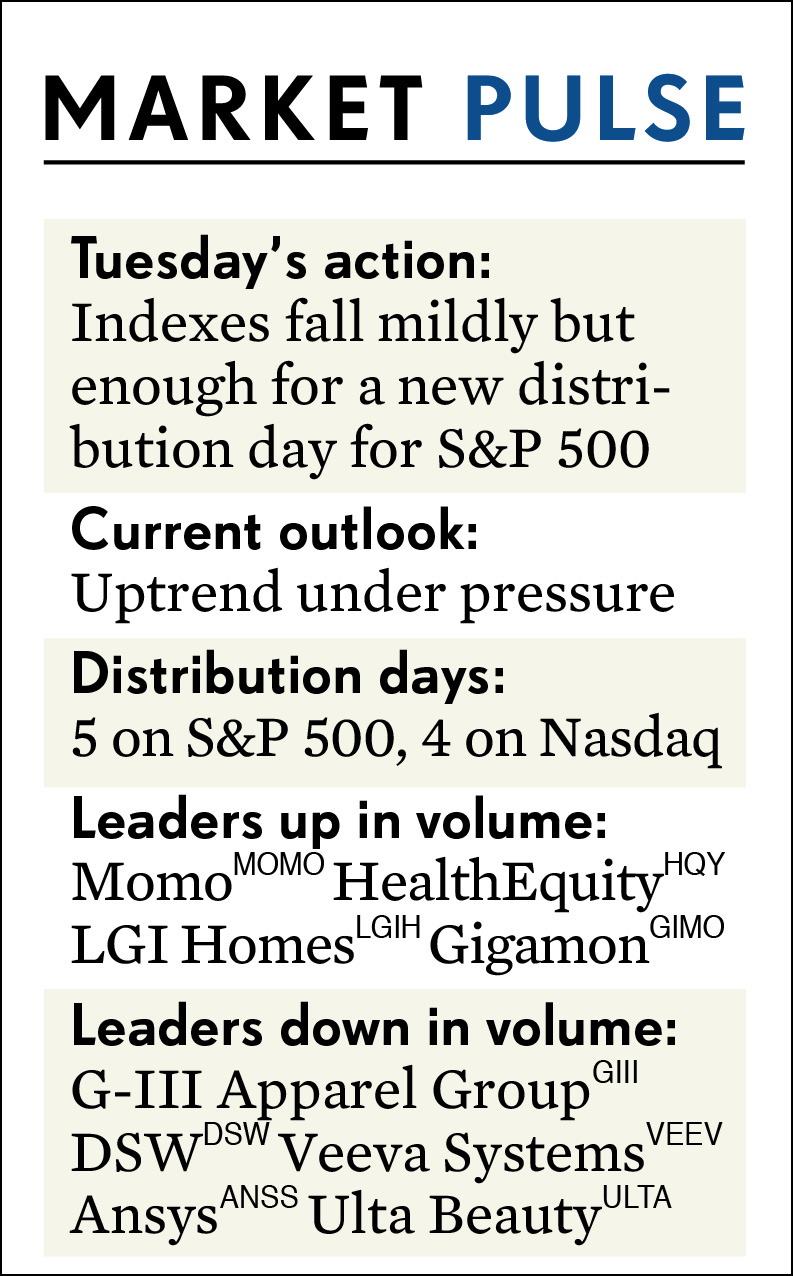 MARKET PULSE
Tuesday’s action:
Indexes fall mildly but
enough for a new distri-
bution day for S&P 500
Current outlook:
Uptrend under pressure
Distribution days:
5 on S&P 500, 4 on Nasdaq
Leaders up in volume:
Momo MOMO HealthEquity HQY
LGI Homes LGIH Gigamon GIMO
Leaders down in volume:
G-III Apparel Group GIII
DSW DSW Veeva Systems VEEV
Ansys ANSS Ulta Beauty ULTA